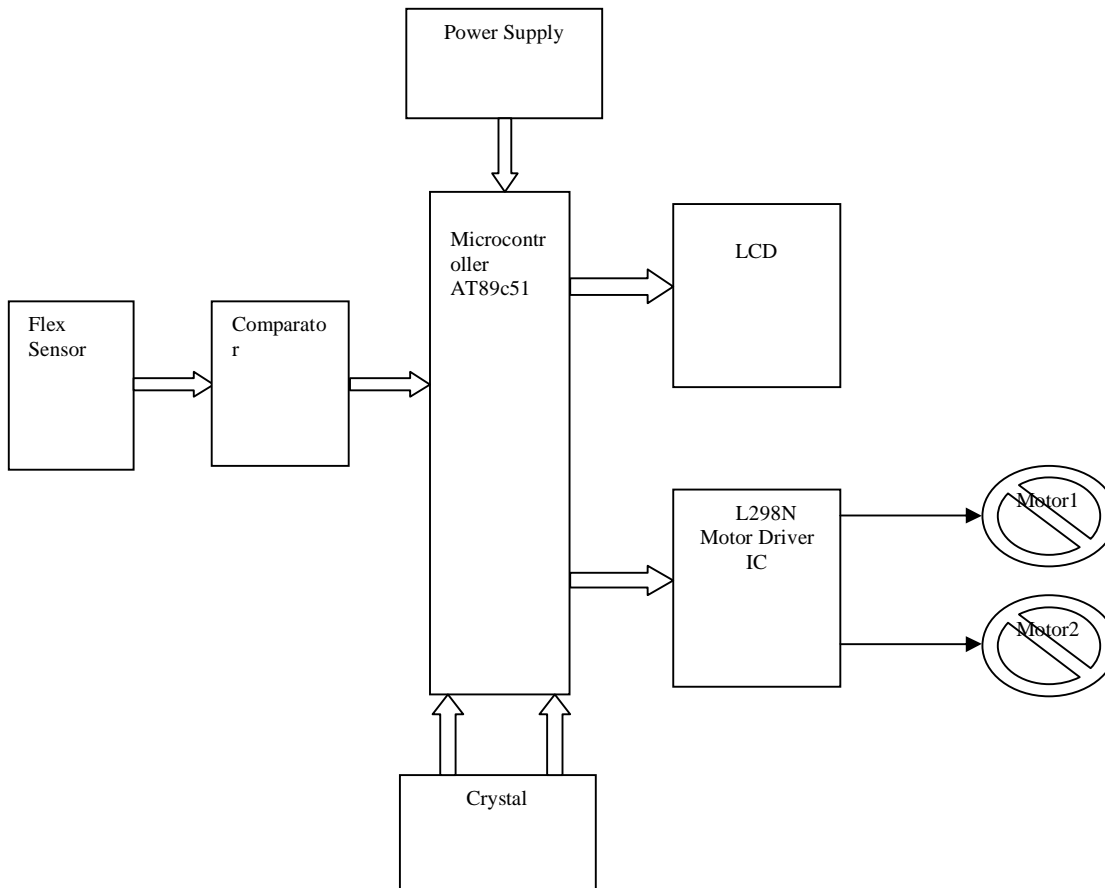 Power Supply
Microcontr
oller
AT89c51
LCD
Flex
Sensor
Comparato
r
L298N
Motor Driver
IC
Motor1
Motor2
Crystal